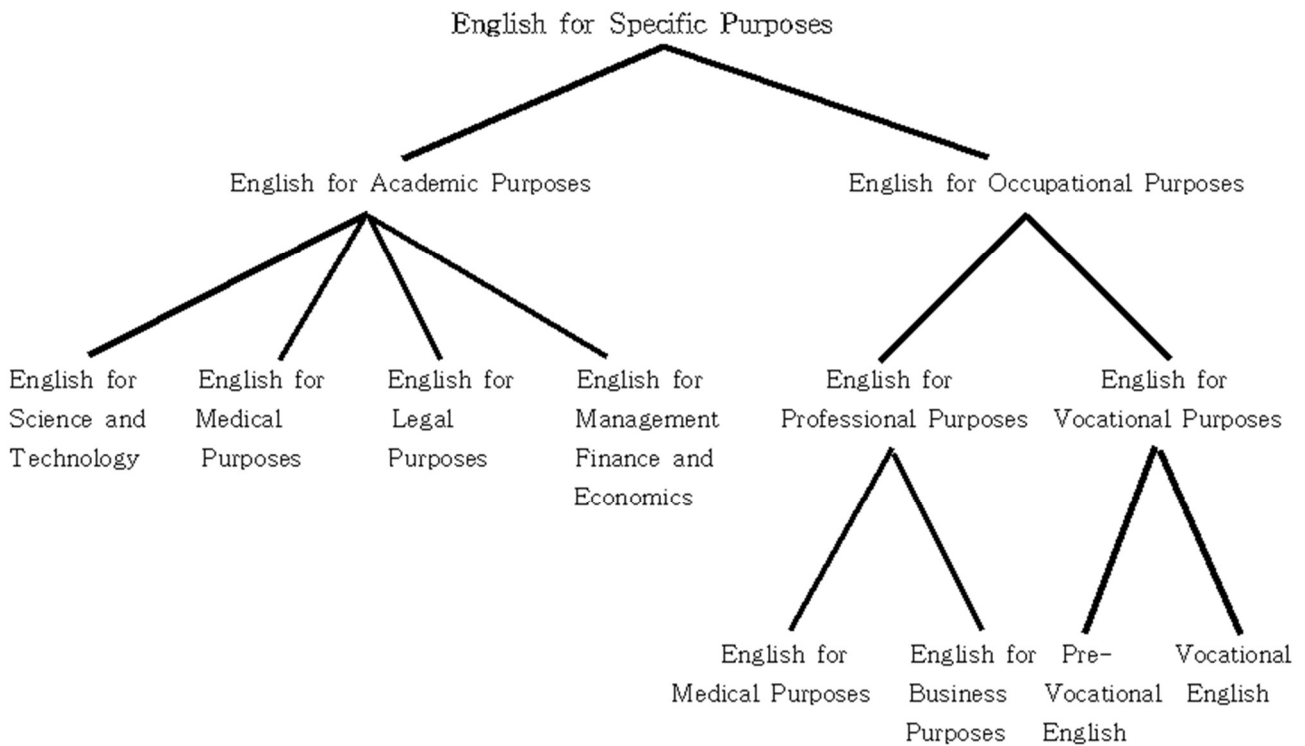 English for Specific Purposes
English for Academic Purposes
English for Occupational Purposes
English for
Science and
Technology
English for
Medical
Purposes
English for
Legal
Purposes
English for
Management
Finance and
Economics
English for
Professional Purposes
English for
Vocational Purposes
English for
Medical Purposes
English for
Business
Purposes
Pre-
Vocational
English
Vocational
English